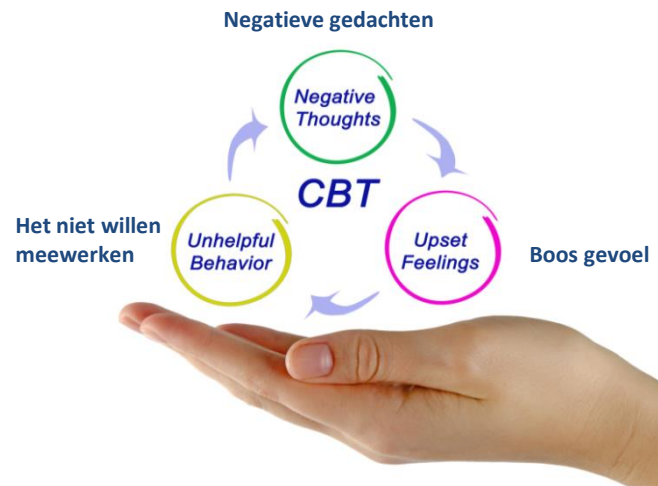 Negatieve gedachten
Negative
Thoughts
CBT
Het niet willen
meewerken
Unhelpful
Behavior
Upset
Feelings
Boos gevoel